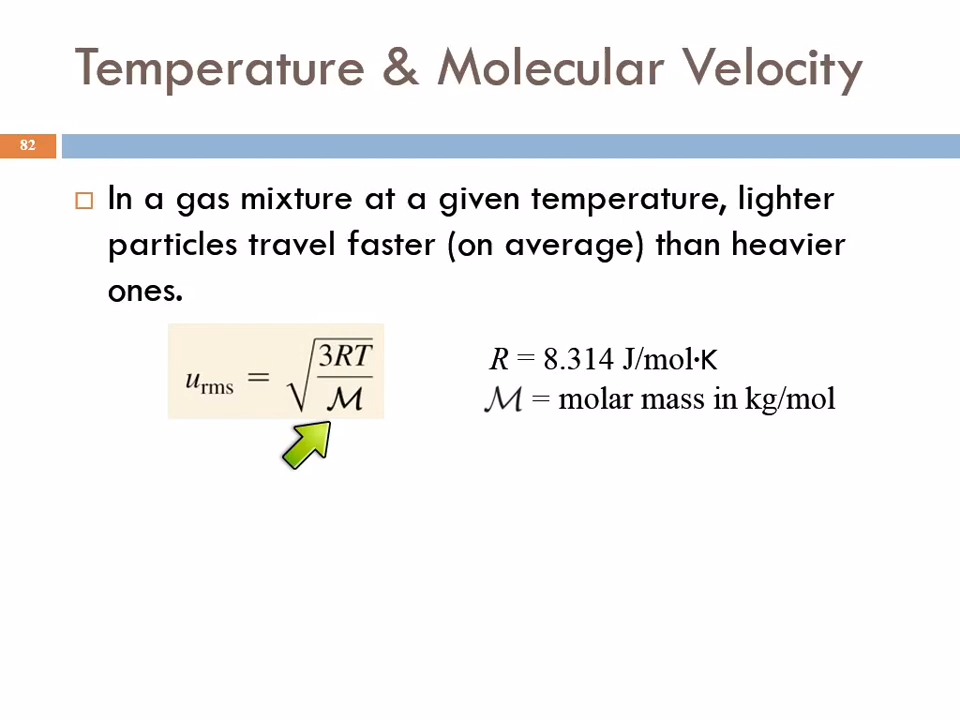 Temperature & Molecular Velocity
82
In a gas mixture at a given temperature, lighter
particles travel faster (on average) than heavier
ones.
u_rms = √(3RT/ℳ)
R = 8.314 J/mol·K
ℳ = molar mass in kg/mol